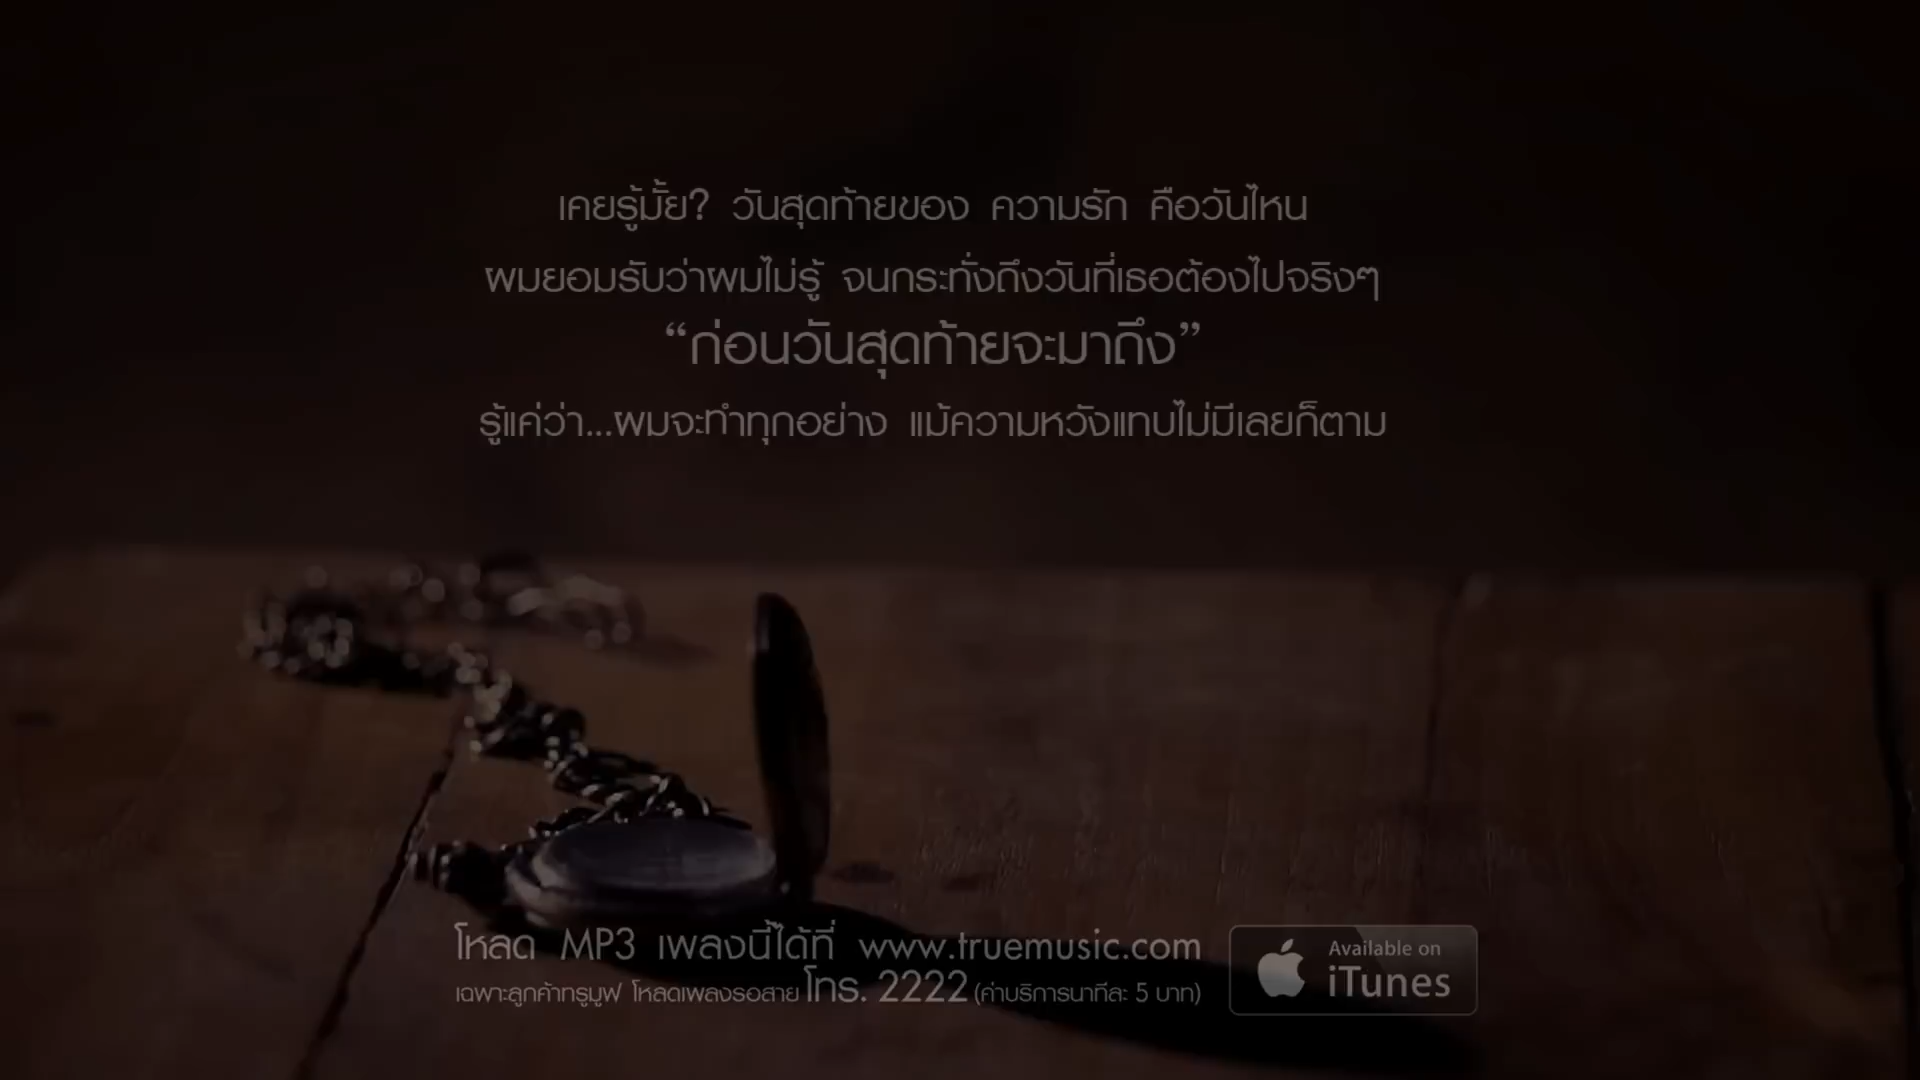 เคยรู้มั้ย? วันสุดท้ายของ ความรัก คือวันไหน
ผมยอมรับว่าผมไม่รู้ จนกระทั่งถึงวันที่เธอต้องไปจริงๆ
“ก่อนวันสุดท้ายจะมาถึง”
รู้แค่ว่า...ผมจะทำทุกอย่าง แม้ความหวังแทบไม่มีเลยก็ตาม
โหลด MP3 เพลงนี้ได้ที่ www.truemusic.com
เฉพาะลูกค้าทรูมูฟ โหลดเพลงรอสาย โทร. 2222 (ค่าบริการนาทีละ 5 บาท)
Available on
iTunes